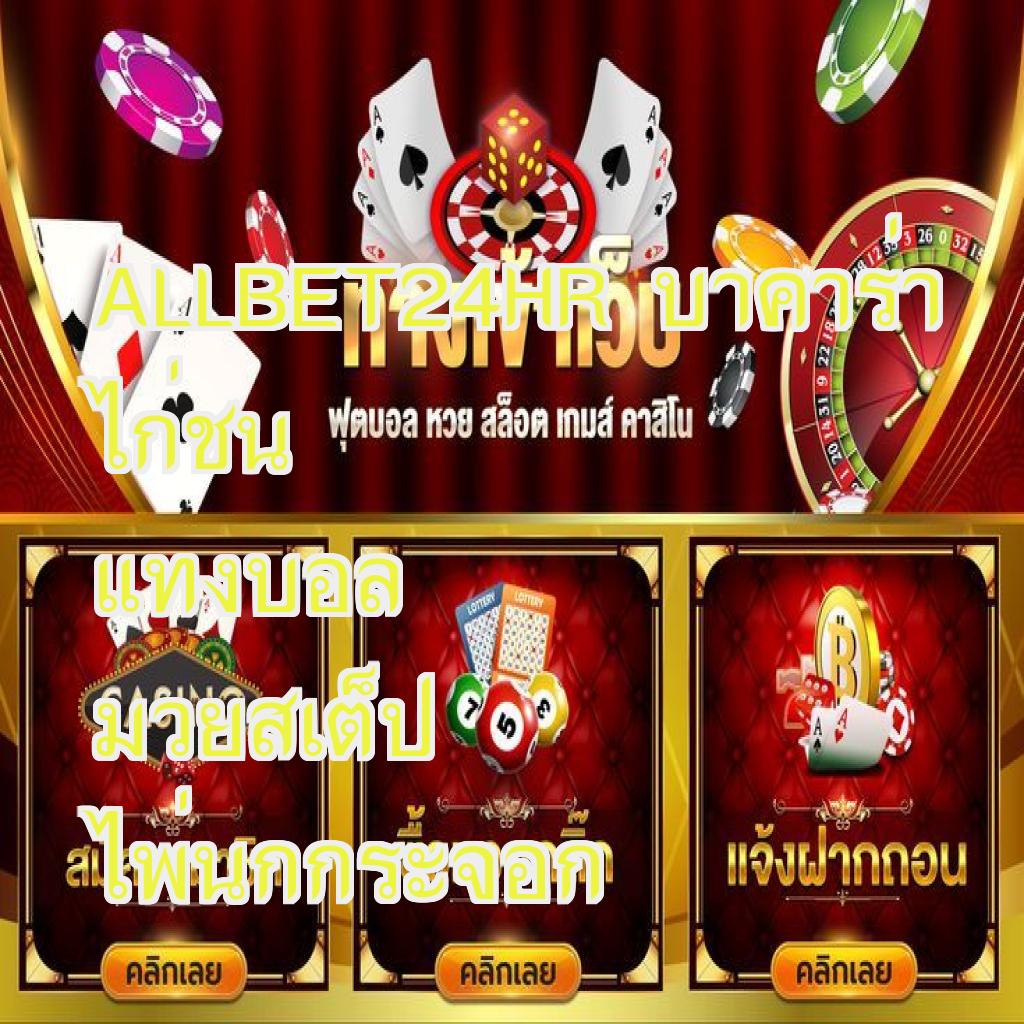 ALLBET24HR บาคาร่า
ไก่ชน
ฟุตบอล หวย สล็อต เกมส์ คาสิโน
แทงบอล
LOTTERY LOTTERY
CASINO
มวยสเต็ป
ไพ่นกกระจอก
แจ้งฝากถอน
คลิกเลย คลิกเลย คลิกเลย